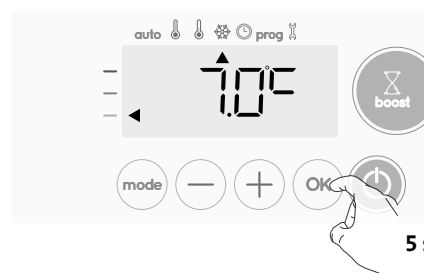 auto prog
7.0°C
boost
mode − + OK
5 s